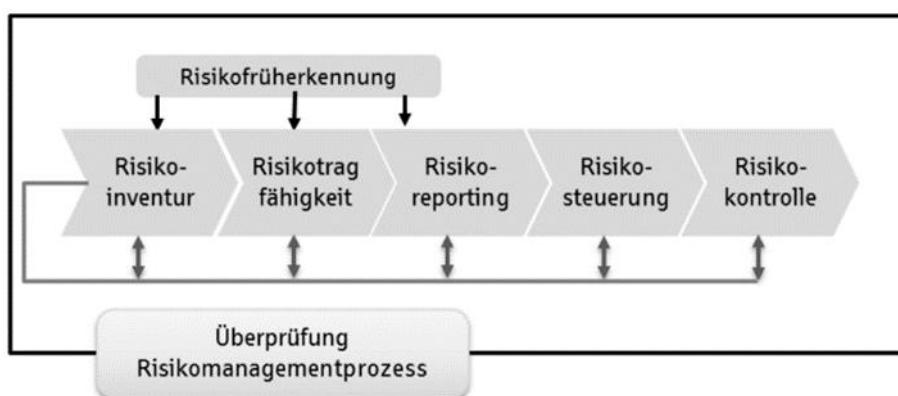 Risikofrüherkennung
Risiko-
inventur
Risikotrag
fähigkeit
Risiko-
reporting
Risiko-
steuerung
Risiko-
kontrolle
Überprüfung
Risikomanagementprozess